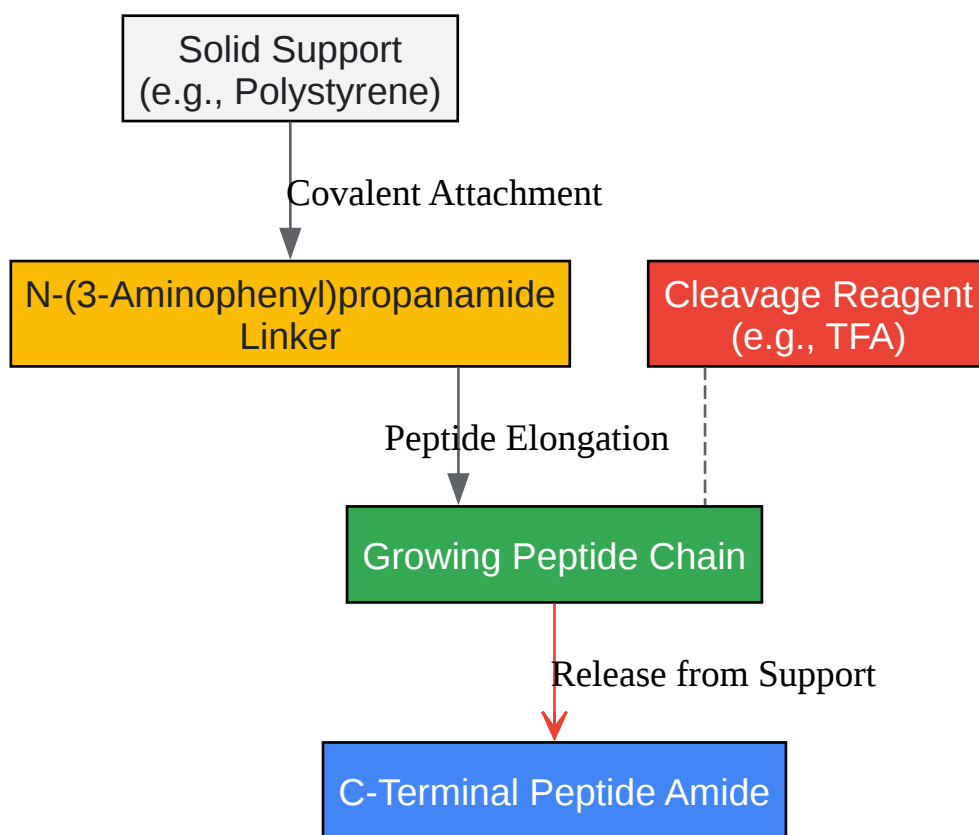 Solid Support
(e.g., Polystyrene)
Covalent Attachment
N-(3-Aminophenyl)propanamide
Linker
Cleavage Reagent
(e.g., TFA)
Peptide Elongation
Growing Peptide Chain
Release from Support
C-Terminal Peptide Amide